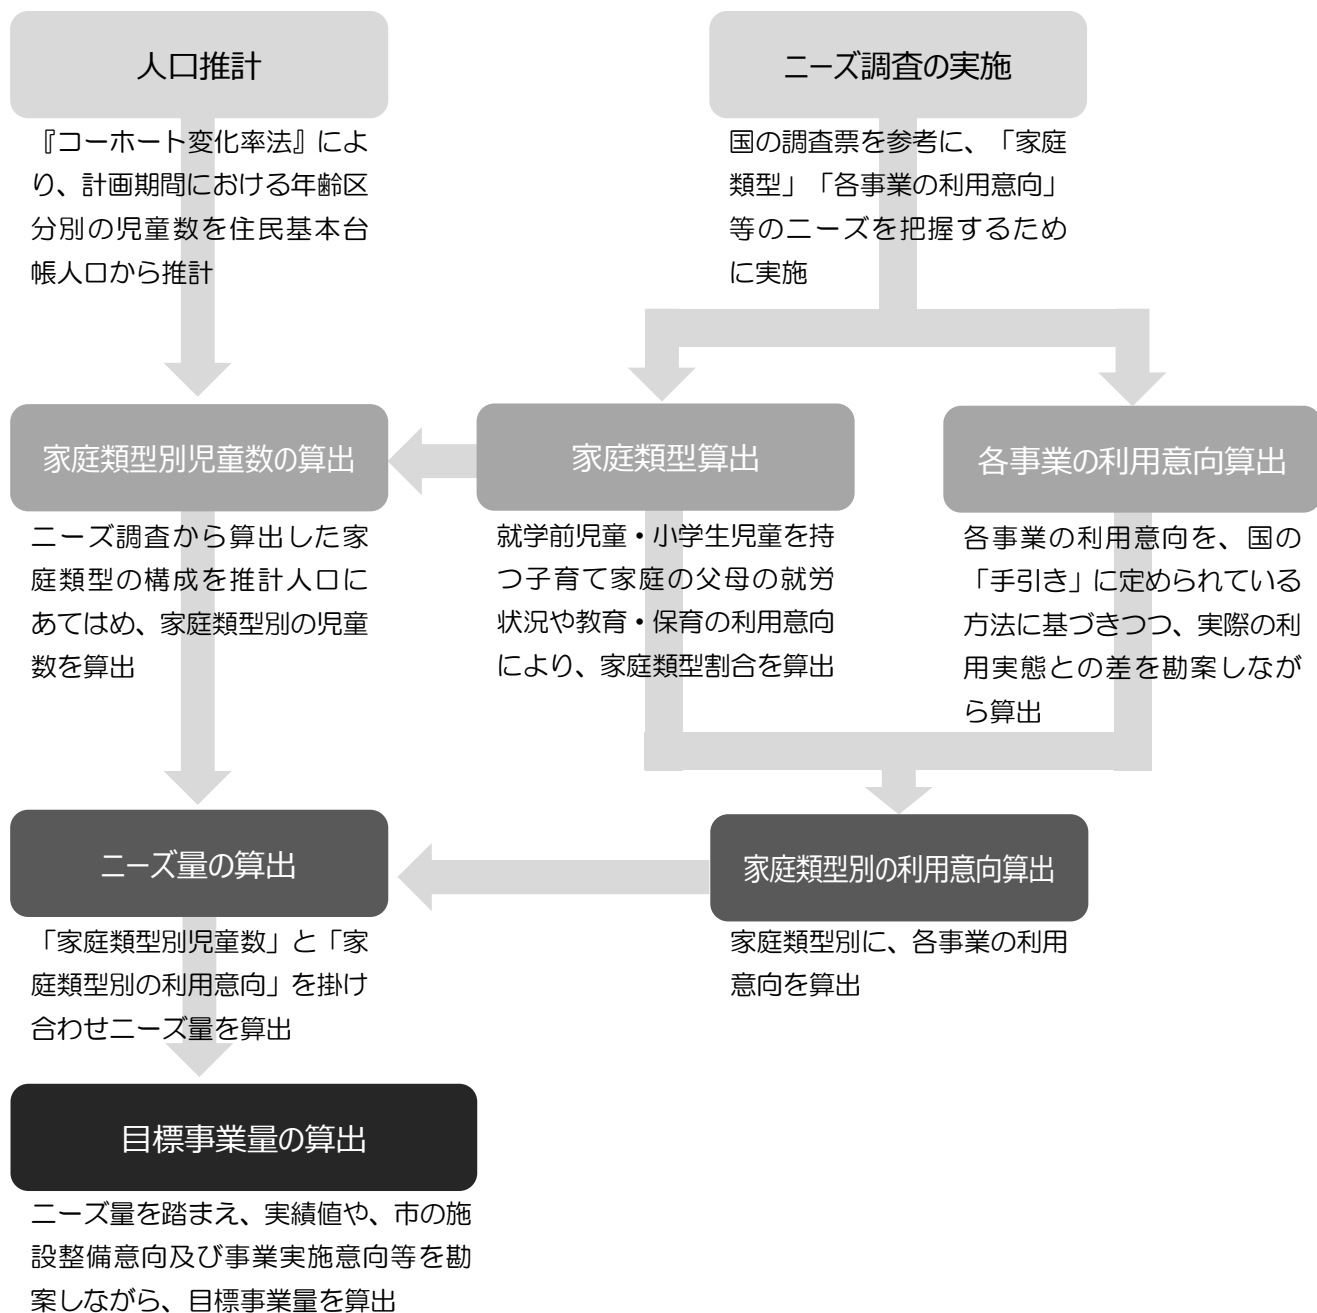 人口推計
『コーホート変化率法』によ
り、計画期間における年齢区
分別の児童数を住民基本台
帳人口から推計
ニーズ調査の実施
国の調査票を参考に、「家庭
類型」「各事業の利用意向」
等のニーズを把握するため
に実施
家庭類型別児童数の算出
ニーズ調査から算出した家
庭類型の構成を推計人口に
あてはめ、家庭類型別の児童
数を算出
家庭類型算出
就学前児童・小学生児童を持
つ子育て家庭の父母の就労
状況や教育・保育の利用意向
により、家庭類型割合を算出
各事業の利用意向算出
各事業の利用意向を、国の
「手引き」に定められている
方法に基づきつつ、実際の利
用実態との差を勘案しなが
ら算出
ニーズ量の算出
「家庭類型別児童数」と「家
庭類型別の利用意向」を掛け
合わせニーズ量を算出
家庭類型別の利用意向算出
家庭類型別に、各事業の利用
意向を算出
目標事業量の算出
ニーズ量を踏まえ、実績値や、市の施
設整備意向及び事業実施意向等を勘
案しながら、目標事業量を算出